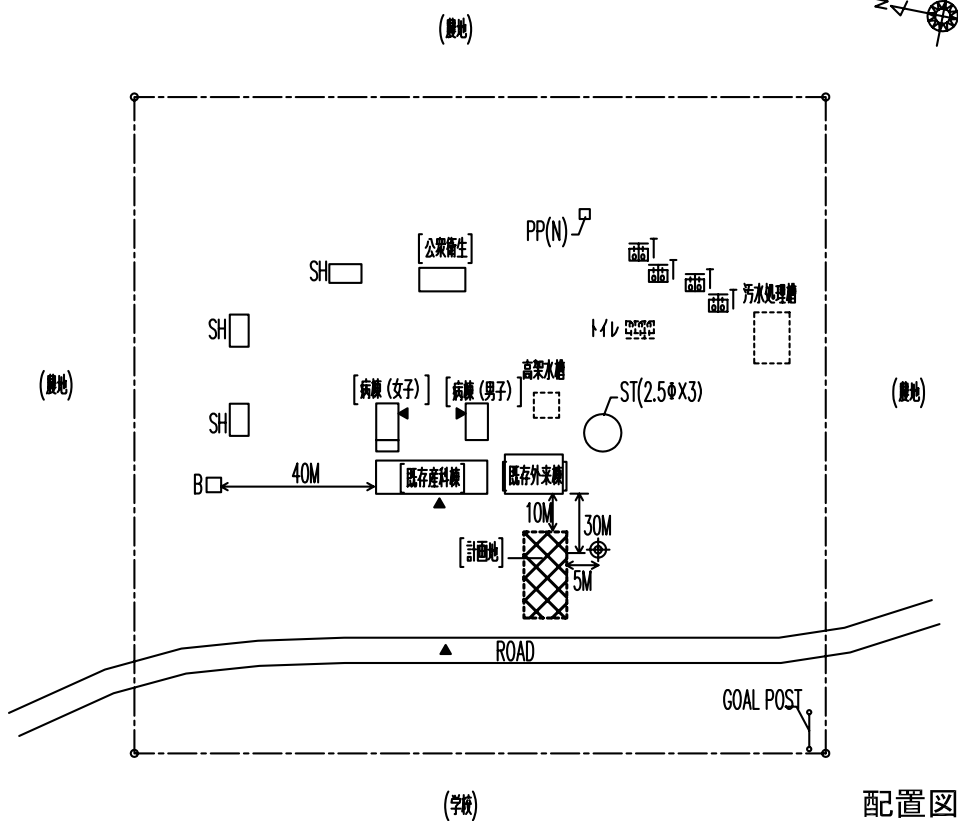 N
(農地)
PP(N)
[公衆衛生]
SH
T
T
T
T
汚水処理槽
SH
トイレ
高架水槽
(農地)
[病棟(女子)]
[病棟(男子)]
ST(2.5ΦX3)
(農地)
SH
B
40M
[既存産科棟]
[既存外来棟]
10M
30M
[計画地]
5M
ROAD
GOAL POST
(学校)
配置図